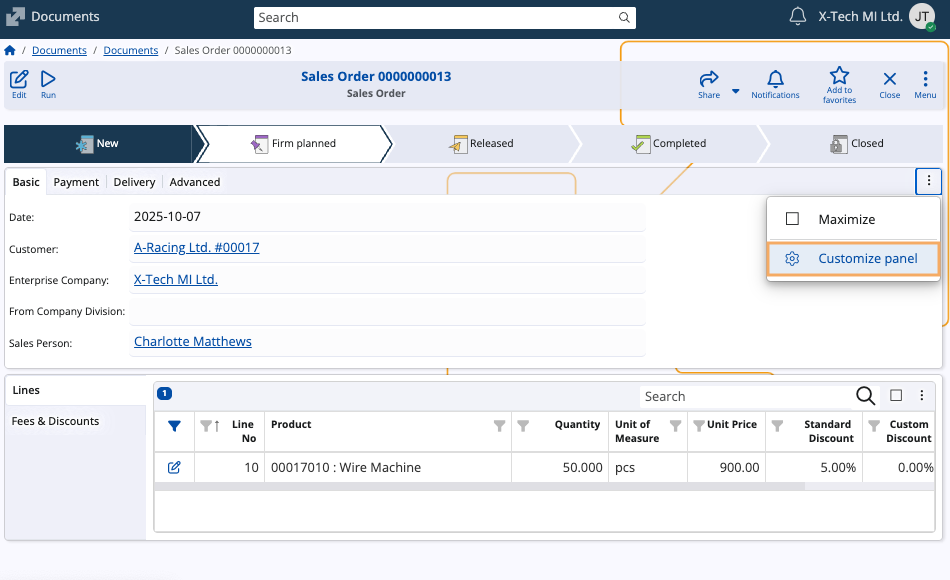 Documents
Search
X-Tech MI Ltd.
JT
/ Documents / Documents / Sales Order 0000000013
Edit
Run
Sales Order 0000000013
Sales Order
Share
Notifications
Add to
favorites
Close
Menu
New
Firm planned
Released
Completed
Closed
Basic
Payment
Delivery
Advanced
Maximize
Customize panel
Date: 2025-10-07
Customer: A-Racing Ltd. #00017
Enterprise Company: X-Tech MI Ltd.
From Company Division:
Sales Person: Charlotte Matthews
Lines
Fees & Discounts
1
Search
Line
No
Product
Quantity
Unit of
Measure
Unit Price
Standard
Discount
Custom
Discount
10 00017010 : Wire Machine 50.000 pcs 900.00 5.00% 0.00%